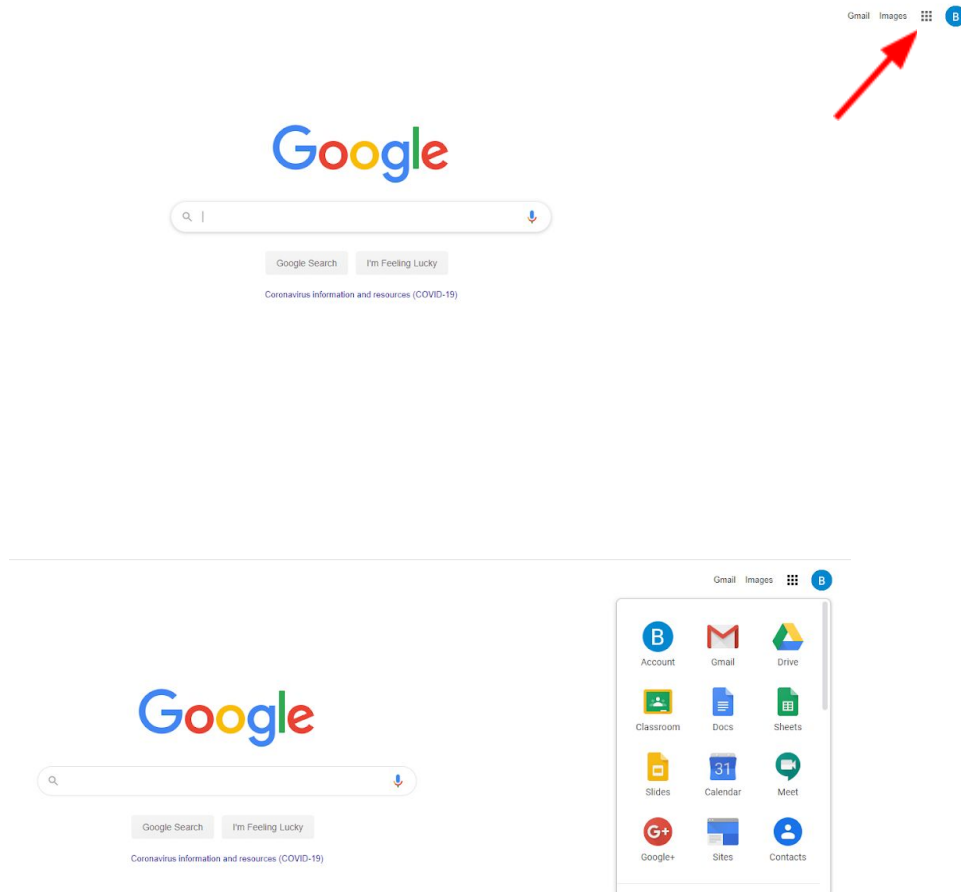 Gmail Images B
Google
Google Search I'm Feeling Lucky
Coronavirus information and resources (COVID-19)
Gmail Images B
B
Account Gmail Drive
Classroom Docs Sheets
31
Slides Calendar Meet
G+
Google+ Sites Contacts
Google
Google Search I'm Feeling Lucky
Coronavirus information and resources (COVID-19)